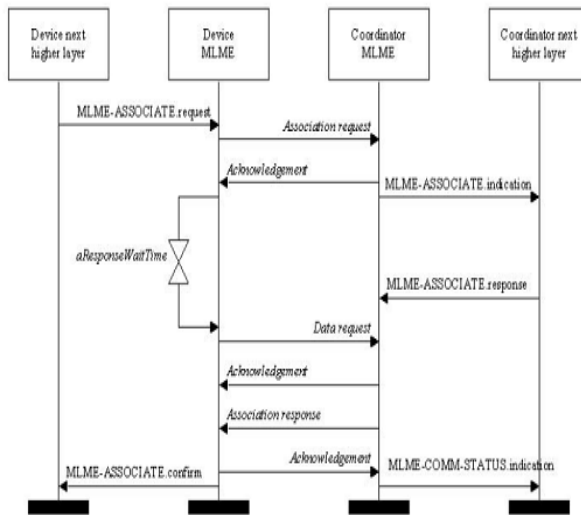 Device next
higher layer
Device
MLME
Coordinator
MLME
Coordinator next
higher layer
MLME-ASSOCIATE.request
Association request
Acknowledgement
MLME-ASSOCIATE.indication
aResponseWaitTime
MLME-ASSOCIATE.response
Data request
Acknowledgement
Association response
Acknowledgement
MLME-ASSOCIATE.confirm
MLME-COMM-STATUS.indication